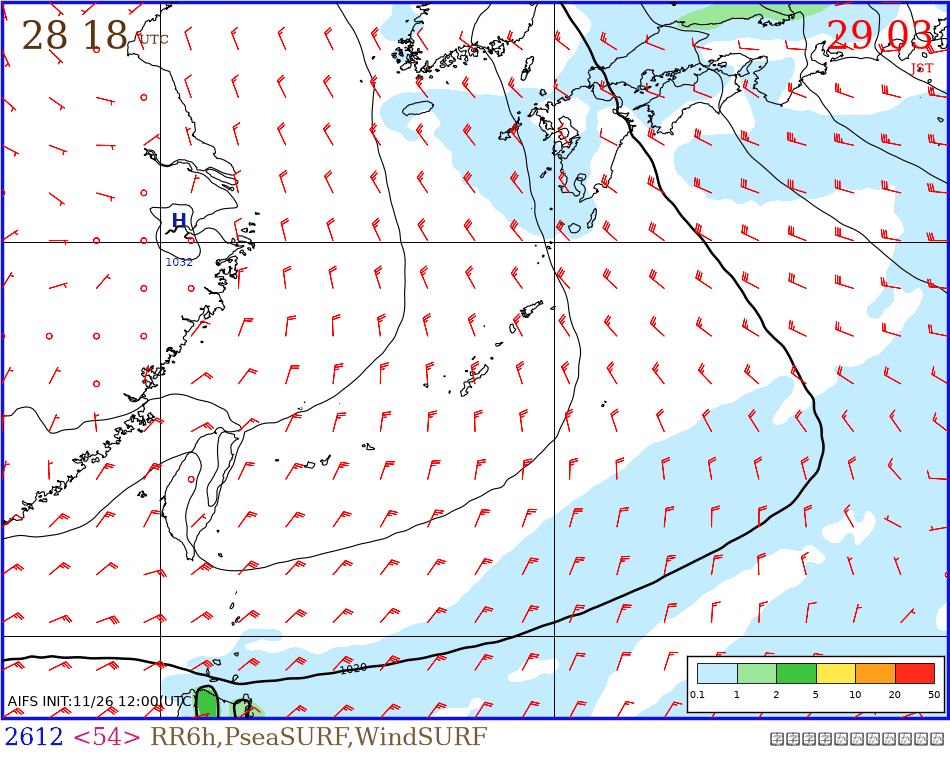 28 18 UTC
29 03
JST
H
1032
1020
AIFS INIT:11/26 12:00(UTC)
0.1 1 2 5 10 20 50
2612 <54> RR6h,PseaSURF,WindSURF